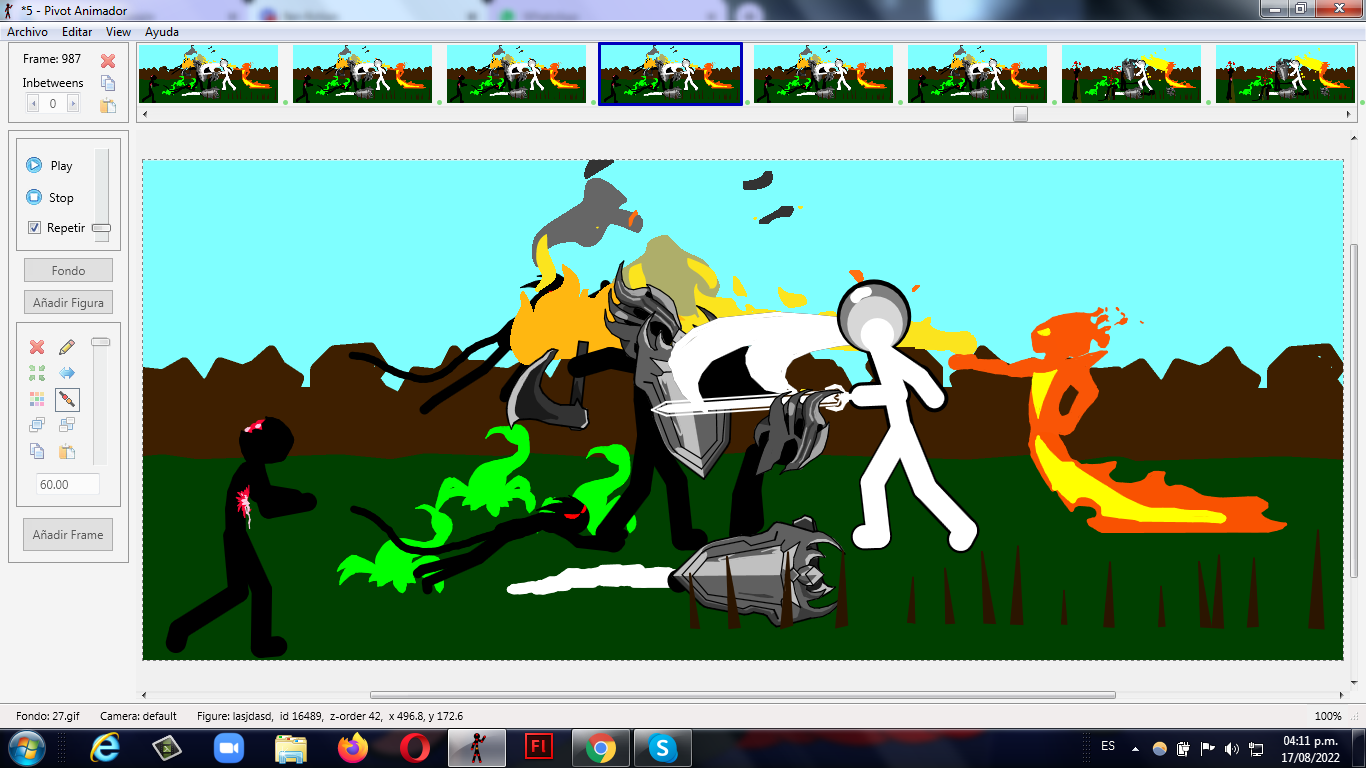 *5 - Pivot Animador
Archivo Editar View Ayuda
Frame: 987
Inbetweens
0
Play
Stop
Repetir
Fondo
Añadir Figura
60.00
Añadir Frame
Fondo: 27.gif Camera: default Figure: lasjdasd, id 16489, z-order 42, x 496.8, y 172.6 100%
Fl
ES
04:11 p.m.
17/08/2022